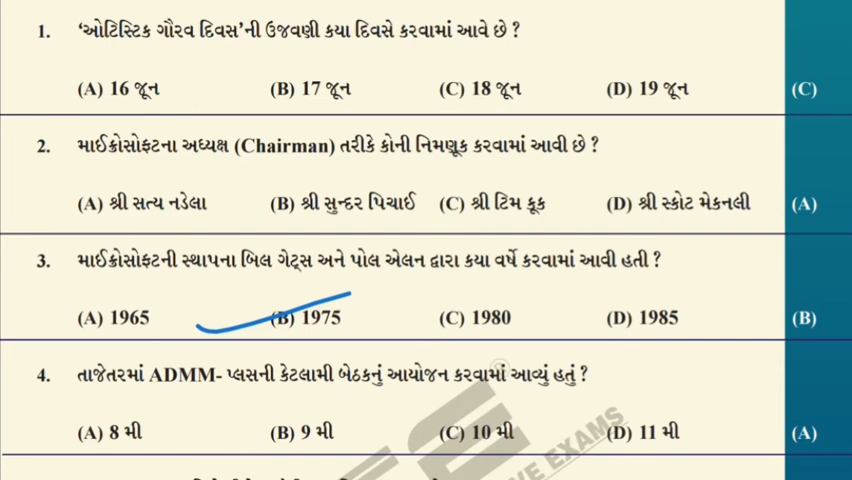 1. ‘ઓટિસ્ટિક ગૌરવ દિવસ’ની ઉજવણી કયા દિવસે કરવામાં આવે છે ?
(A) 16 જૂન (B) 17 જૂન (C) 18 જૂન (D) 19 જૂન (C)
2. માઈક્રોસોફ્ટના અધ્યક્ષ (Chairman) તરીકે કોની નિમણૂક કરવામાં આવી છે ?
(A) શ્રી સત્ય નડેલા (B) શ્રી સુન્દર પિચાઈ (C) શ્રી ટિમ કૂક (D) શ્રી સ્કોટ મેકનલી (A)
3. માઈક્રોસોફ્ટની સ્થાપના બિલ ગેટ્સ અને પોલ એલન દ્વારા કયા વર્ષે કરવામાં આવી હતી ?
(A) 1965 (B) 1975 (C) 1980 (D) 1985 (B)
4. તાજેતરમાં ADMM- પ્લસની કેટલામી બેઠકનું આયોજન કરવામાં આવ્યું હતું ?
(A) 8 મી (B) 9 મી (C) 10 મી (D) 11 મી (A)
EXAMS